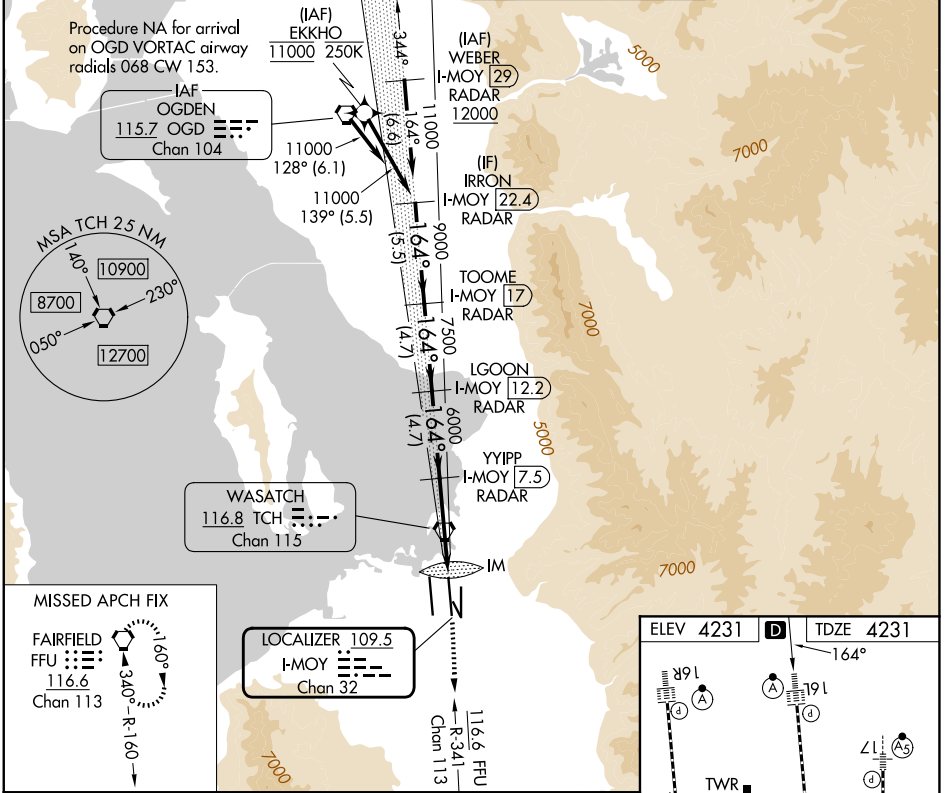 Procedure NA for arrival
on OGD VORTAC airway
radials 068 CW 153.
(IAF)
EKKHO
11000 250K
344°
(IAF)
WEBER
I-MOY 29
RADAR
12000
5000
IAF
OGDEN
115.7 OGD
Chan 104
11000
128° (6.1)
11000
139° (5.5)
(6.6)
164°
11000
7000
(IF)
IRRON
I-MOY 22.4
RADAR
MSA TCH 25 NM
140°
10900
8700
230°
050°
12700
(5.5)
164°
9000
TOOME
I-MOY 17
RADAR
7000
(4.7)
164°
7500
LGOON
I-MOY 12.2
RADAR
5000
(4.7)
164°
6000
YYIPP
I-MOY 7.5
RADAR
WASATCH
116.8 TCH
Chan 115
IM
7000
MISSED APCH FIX
FAIRFIELD
FFU
116.6
Chan 113
160°
340°
R-160
LOCALIZER 109.5
I-MOY
Chan 32
116.6 FFU
R-341
Chan 113
7000
ELEV 4231 D TDZE 4231
164°
16R
A
P
A
16L
P
17
A5
P
TWR